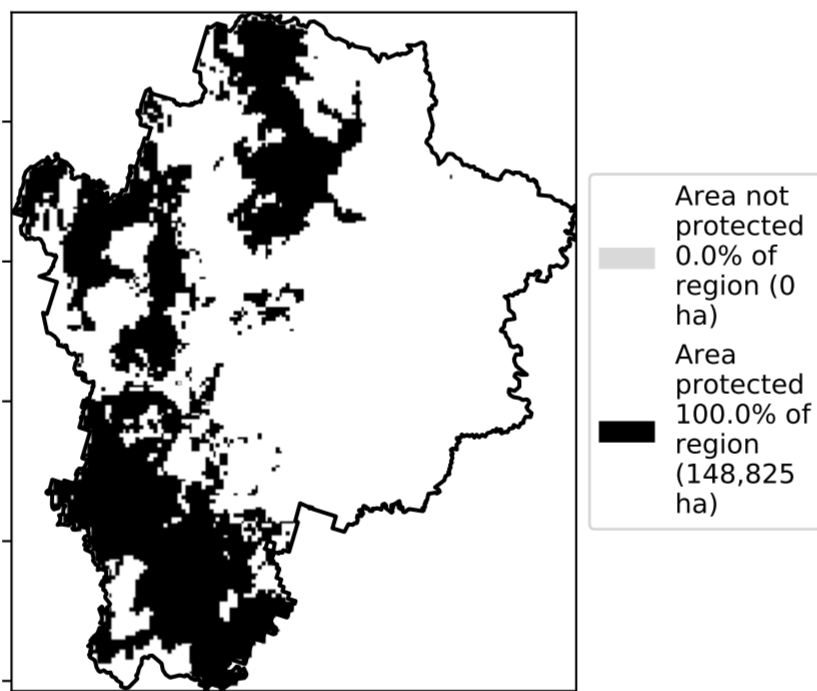 Area not
protected
0.0% of
region (0
ha)
Area
protected
100.0% of
region
(148,825
ha)